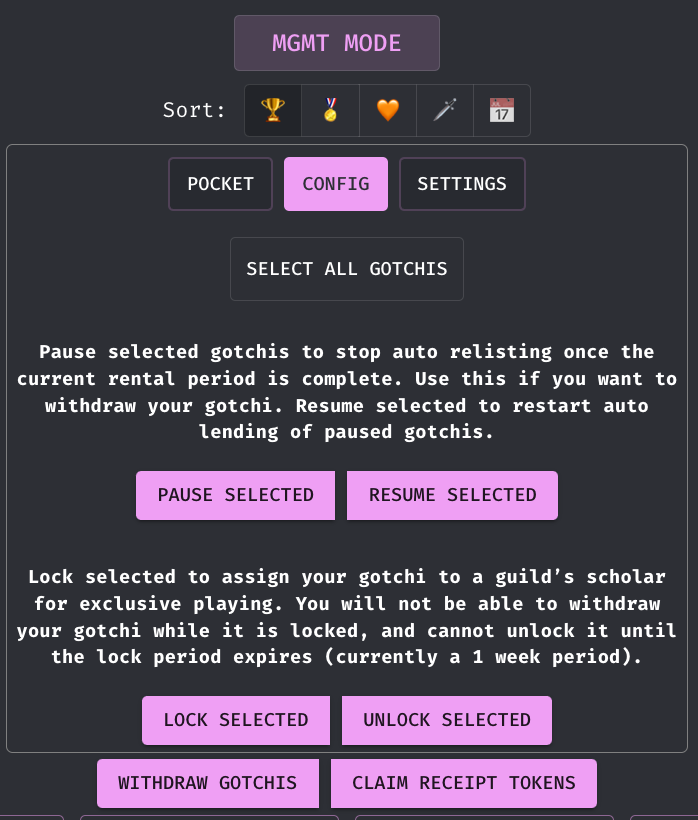 MGMT MODE
Sort:
17
POCKET CONFIG SETTINGS
SELECT ALL GOTCHIS
Pause selected gotchis to stop auto relisting once the
current rental period is complete. Use this if you want to
withdraw your gotchi. Resume selected to restart auto
lending of paused gotchis.
PAUSE SELECTED RESUME SELECTED
Lock selected to assign your gotchi to a guild’s scholar
for exclusive playing. You will not be able to withdraw
your gotchi while it is locked, and cannot unlock it until
the lock period expires (currently a 1 week period).
LOCK SELECTED UNLOCK SELECTED
WITHDRAW GOTCHIS CLAIM RECEIPT TOKENS